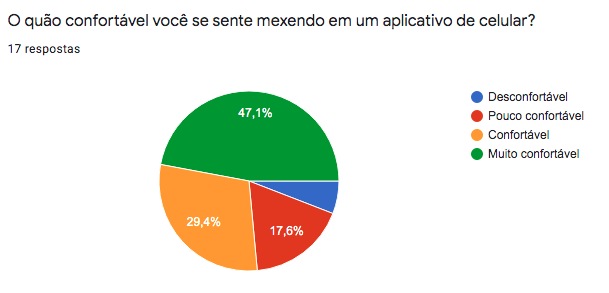 O quão confortável você se sente mexendo em um aplicativo de celular?
17 respostas
47,1%
29,4%
17,6%
Desconfortável
Pouco confortável
Confortável
Muito confortável